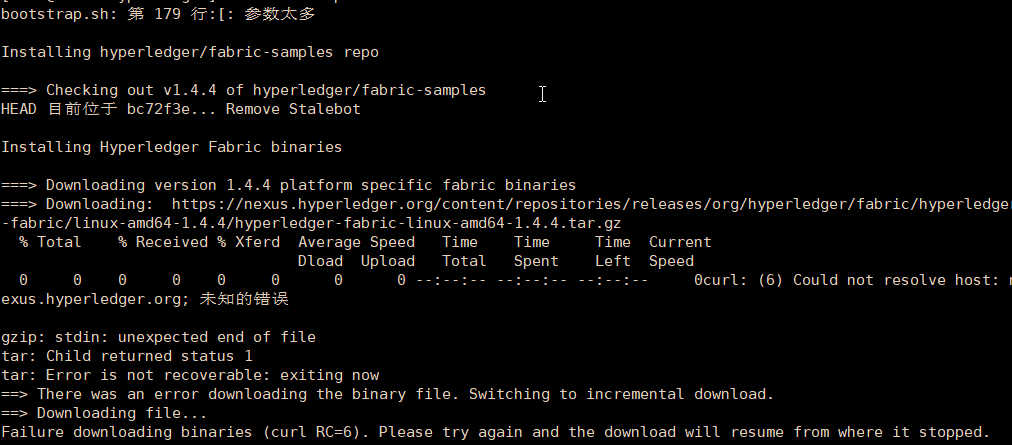 bootstrap.sh: 第 179 行:[: 参数太多
Installing hyperledger/fabric-samples repo
===> Checking out v1.4.4 of hyperledger/fabric-samples
HEAD 目前位于 bc72f3e... Remove Stalebot
Installing Hyperledger Fabric binaries
===> Downloading version 1.4.4 platform specific fabric binaries
===> Downloading:  https://nexus.hyperledger.org/content/repositories/releases/org/hyperledger/fabric/hyperledger
-fabric/linux-amd64-1.4.4/hyperledger-fabric-linux-amd64-1.4.4.tar.gz
  % Total    % Received % Xferd  Average Speed   Time    Time     Time  Current
                                 Dload  Upload   Total   Spent    Left  Speed
  0     0    0     0    0     0      0      0 --:--:-- --:--:-- --:--:--     0curl: (6) Could not resolve host: n
exus.hyperledger.org; 未知的错误
gzip: stdin: unexpected end of file
tar: Child returned status 1
tar: Error is not recoverable: exiting now
==> There was an error downloading the binary file. Switching to incremental download.
==> Downloading file...
Failure downloading binaries (curl RC=6). Please try again and the download will resume from where it stopped.